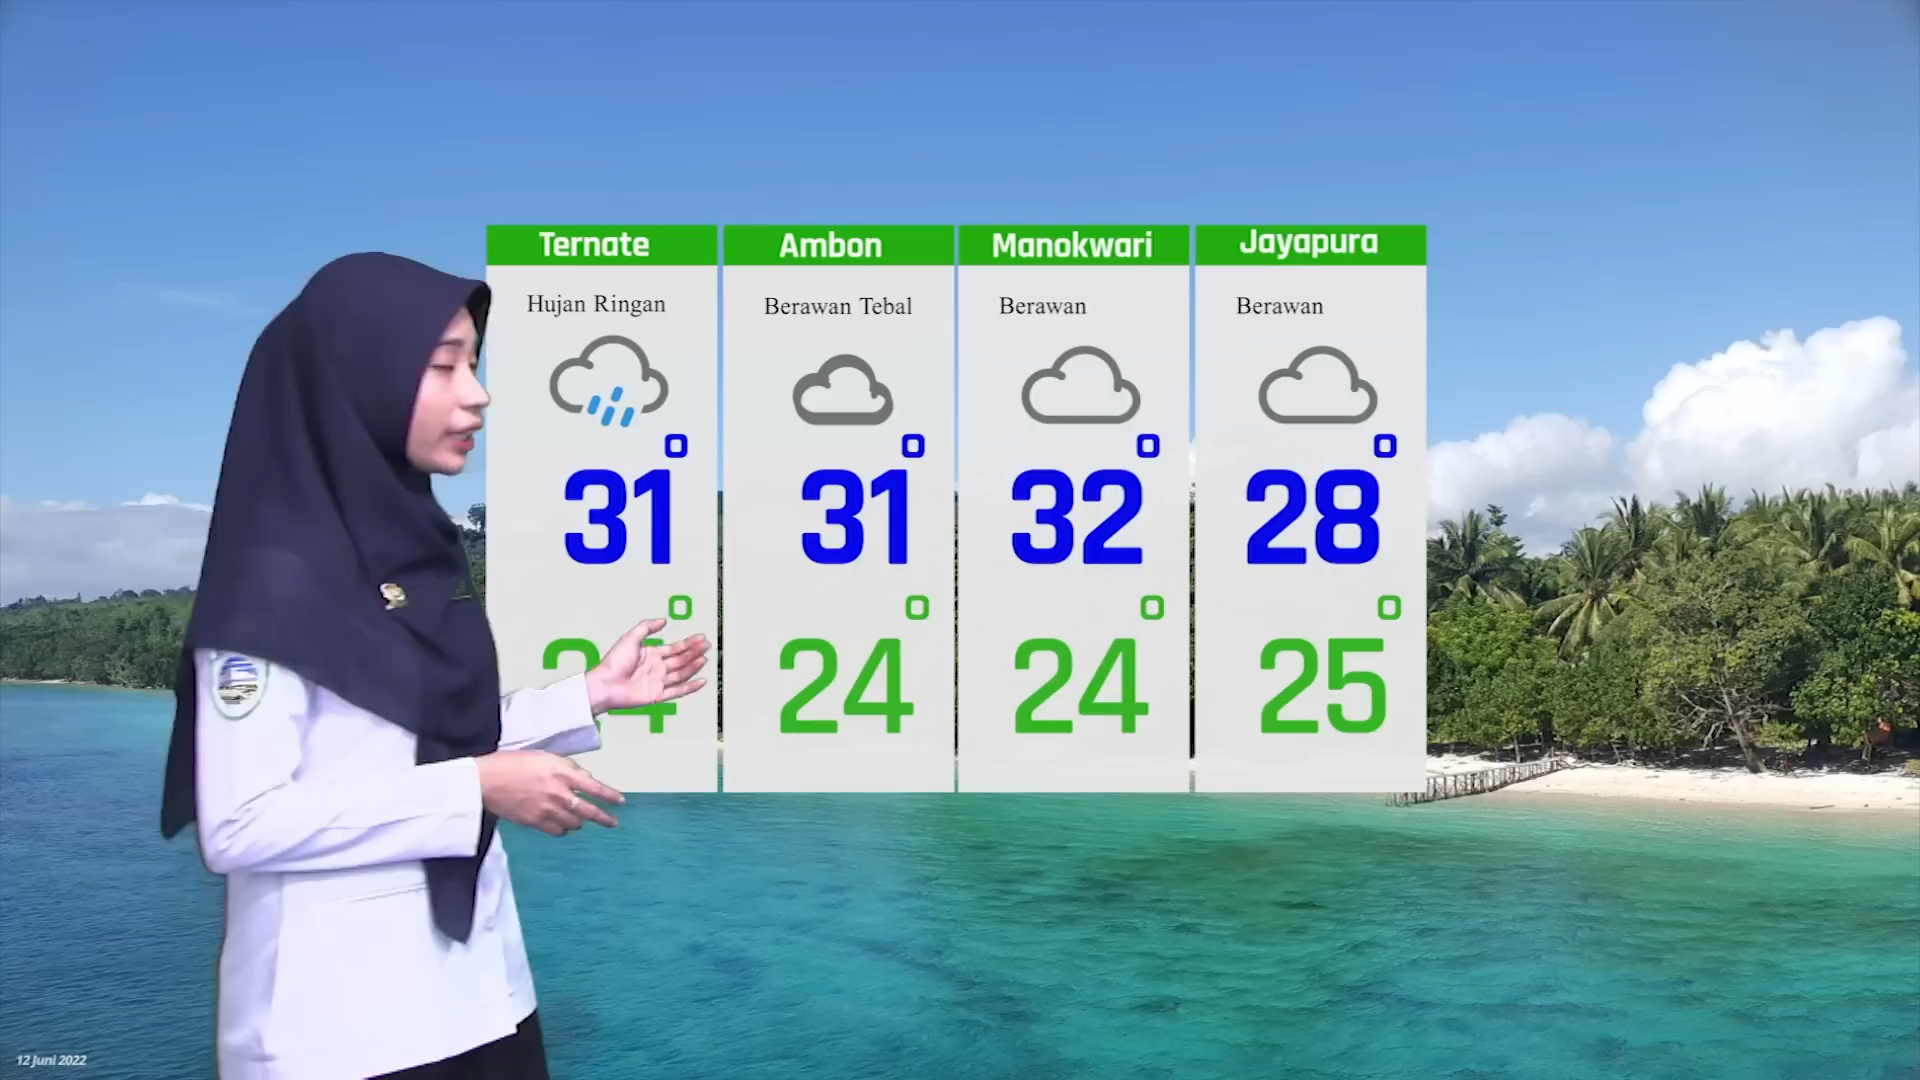 Ternate
Hujan Ringan
31°
24°
Ambon
Berawan Tebal
31°
24°
Manokwari
Berawan
32°
24°
Jayapura
Berawan
28°
25°
12 Juni 2022